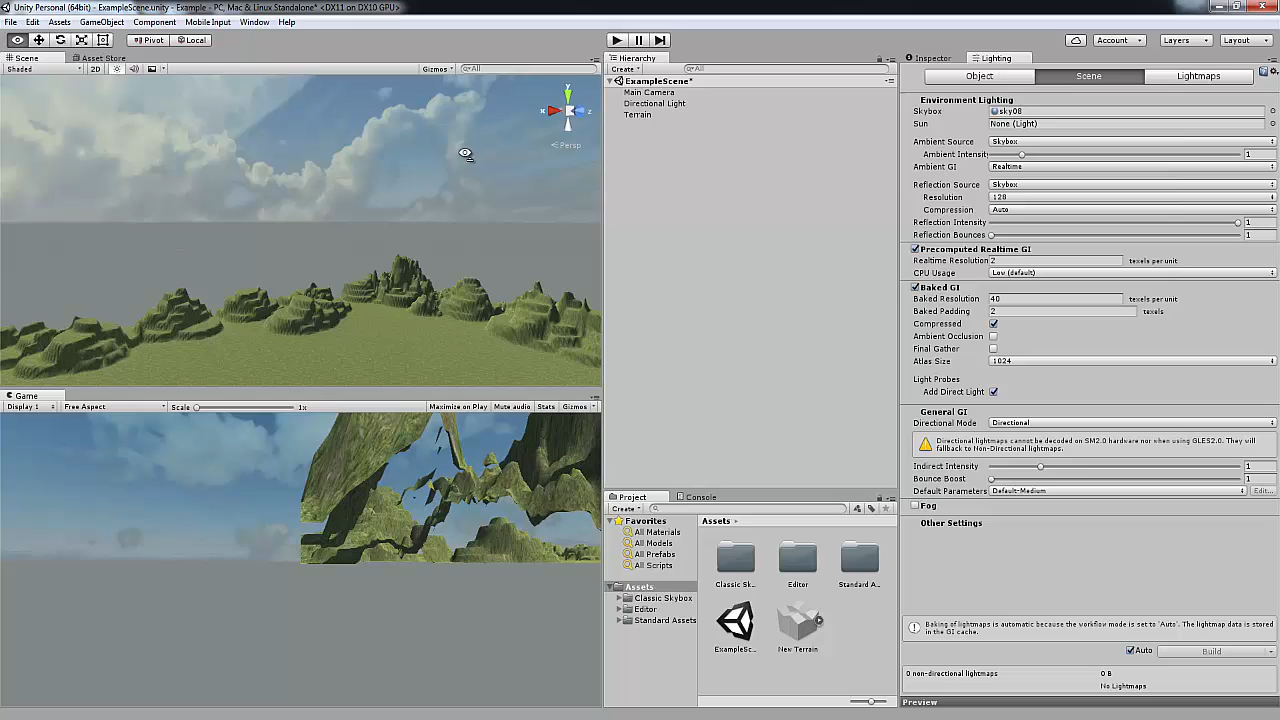 Unity Personal (64bit) - ExampleScene.unity - Example - PC, Mac & Linux Standalone* <DX11 on DX10 GPU>
File Edit Assets GameObject Component Mobile Input Window Help
Pivot Local Account Layers Layout
Scene Asset Store
Shaded 2D Gizmos All
y
x z
Persp
Game
Display 1 Free Aspect Scale 1x Maximize on Play Mute audio Stats Gizmos
Hierarchy
Create All
ExampleScene*
Main Camera
Directional Light
Terrain
Project Console
Create
Favorites
All Materials
All Models
All Prefabs
All Scripts
Assets
Classic Skybox
Editor
Standard Assets
Assets
Classic Sk... Editor Standard A...
ExampleSc... New Terrain
Inspector Lighting
Object Scene Lightmaps
Environment Lighting
Skybox sky08
Sun None (Light)
Ambient Source Skybox
Ambient Intensit 1
Ambient GI Realtime
Reflection Source Skybox
Resolution 128
Compression Auto
Reflection Intensity 1
Reflection Bounces 1
Precomputed Realtime GI
Realtime Resolution 2 texels per unit
CPU Usage Low (default)
Baked GI
Baked Resolution 40 texels per unit
Baked Padding 2 texels
Compressed
Ambient Occlusion
Final Gather
Atlas Size 1024
Light Probes
Add Direct Light
General GI
Directional Mode Directional
Directional lightmaps cannot be decoded on SM2.0 hardware nor when using GLES2.0. They will
fallback to Non-Directional lightmaps.
Indirect Intensity 1
Bounce Boost 1
Default Parameters Default-Medium Edit...
Fog
Other Settings
Baking of lightmaps is automatic because the workflow mode is set to 'Auto'. The lightmap data is stored
in the GI cache.
Auto Build
0 non-directional lightmaps 0 B
No Lightmaps
Preview